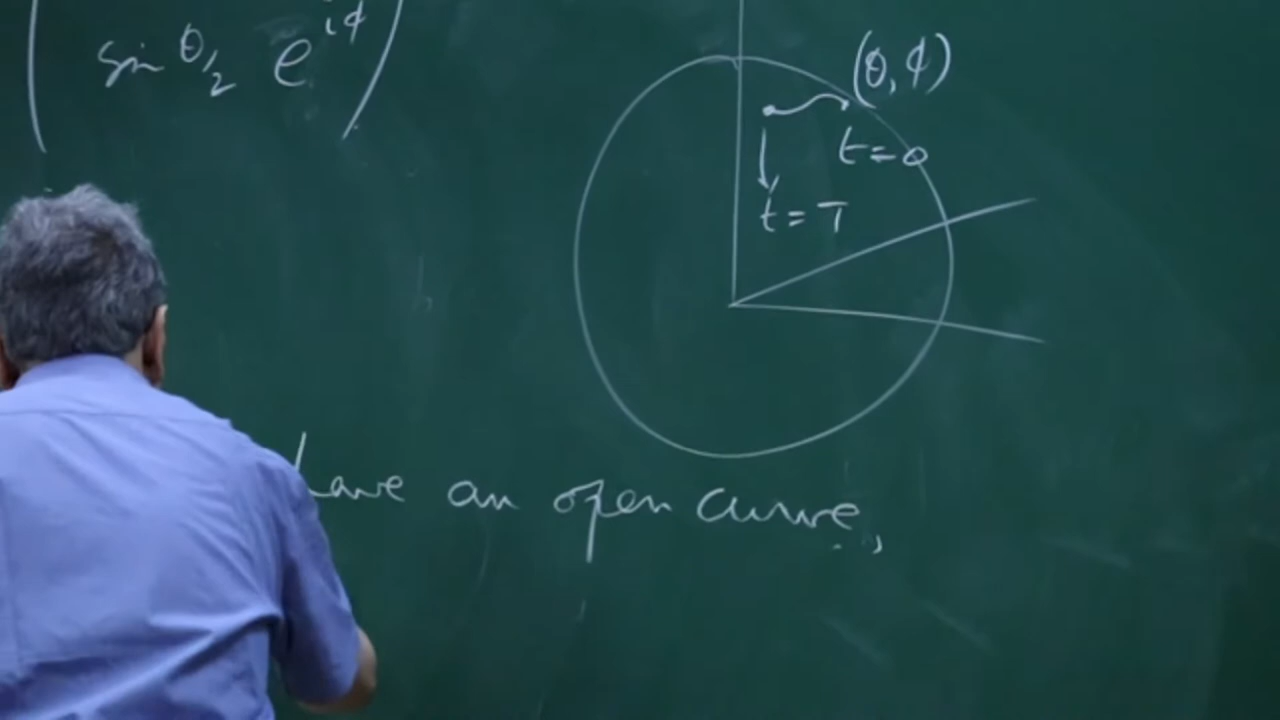 sin θ/2 e^{iφ}
(θ, φ)
t = 0
t = T
have an open curve,